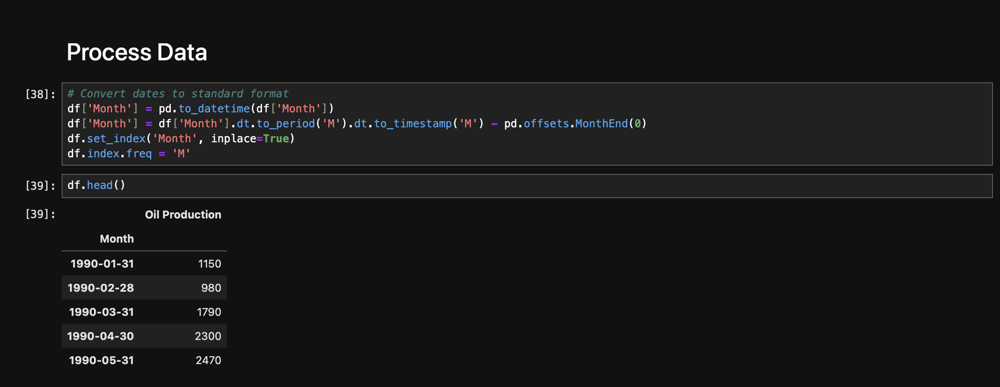 Process Data
[38]:
# Convert dates to standard format
df['Month'] = pd.to_datetime(df['Month'])
df['Month'] = df['Month'].dt.to_period('M').dt.to_timestamp('M') - pd.offsets.MonthEnd(0)
df.set_index('Month', inplace=True)
df.index.freq = 'M'
[39]:
df.head()
[39]:
Oil Production
Month
1990-01-31 1150
1990-02-28 980
1990-03-31 1790
1990-04-30 2300
1990-05-31 2470